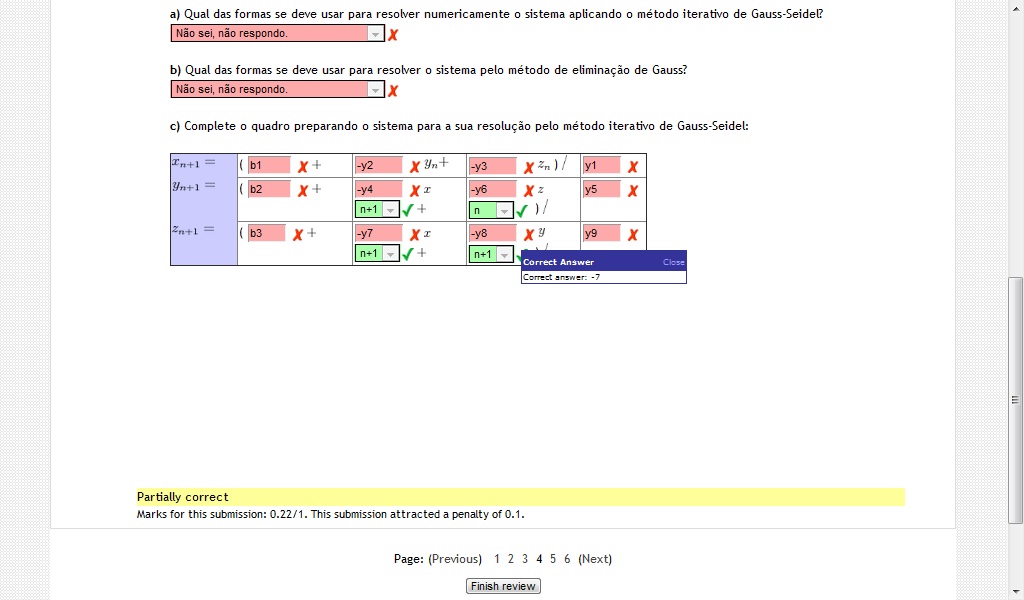 a) Qual das formas se deve usar para resolver numericamente o sistema aplicando o método iterativo de Gauss-Seidel?
Não sei, não respondo. ✗
b) Qual das formas se deve usar para resolver o sistema pelo método de eliminação de Gauss?
Não sei, não respondo. ✗
c) Complete o quadro preparando o sistema para a sua resolução pelo método iterativo de Gauss-Seidel:
xn+1 = ( b1 ✗ + -y2 ✗ yn+ -y3 ✗ zn ) / y1 ✗
yn+1 = ( b2 ✗ + -y4 ✗ x -y6 ✗ z y5 ✗
n+1 ✓ + n ✓ ) /
zn+1 = ( b3 ✗ + -y7 ✗ x -y8 ✗ y y9 ✗
n+1 ✓ + n+1
Correct Answer Close
Correct answer: -7
Partially correct
Marks for this submission: 0.22/1. This submission attracted a penalty of 0.1.
Page: (Previous) 1 2 3 4 5 6 (Next)
Finish review